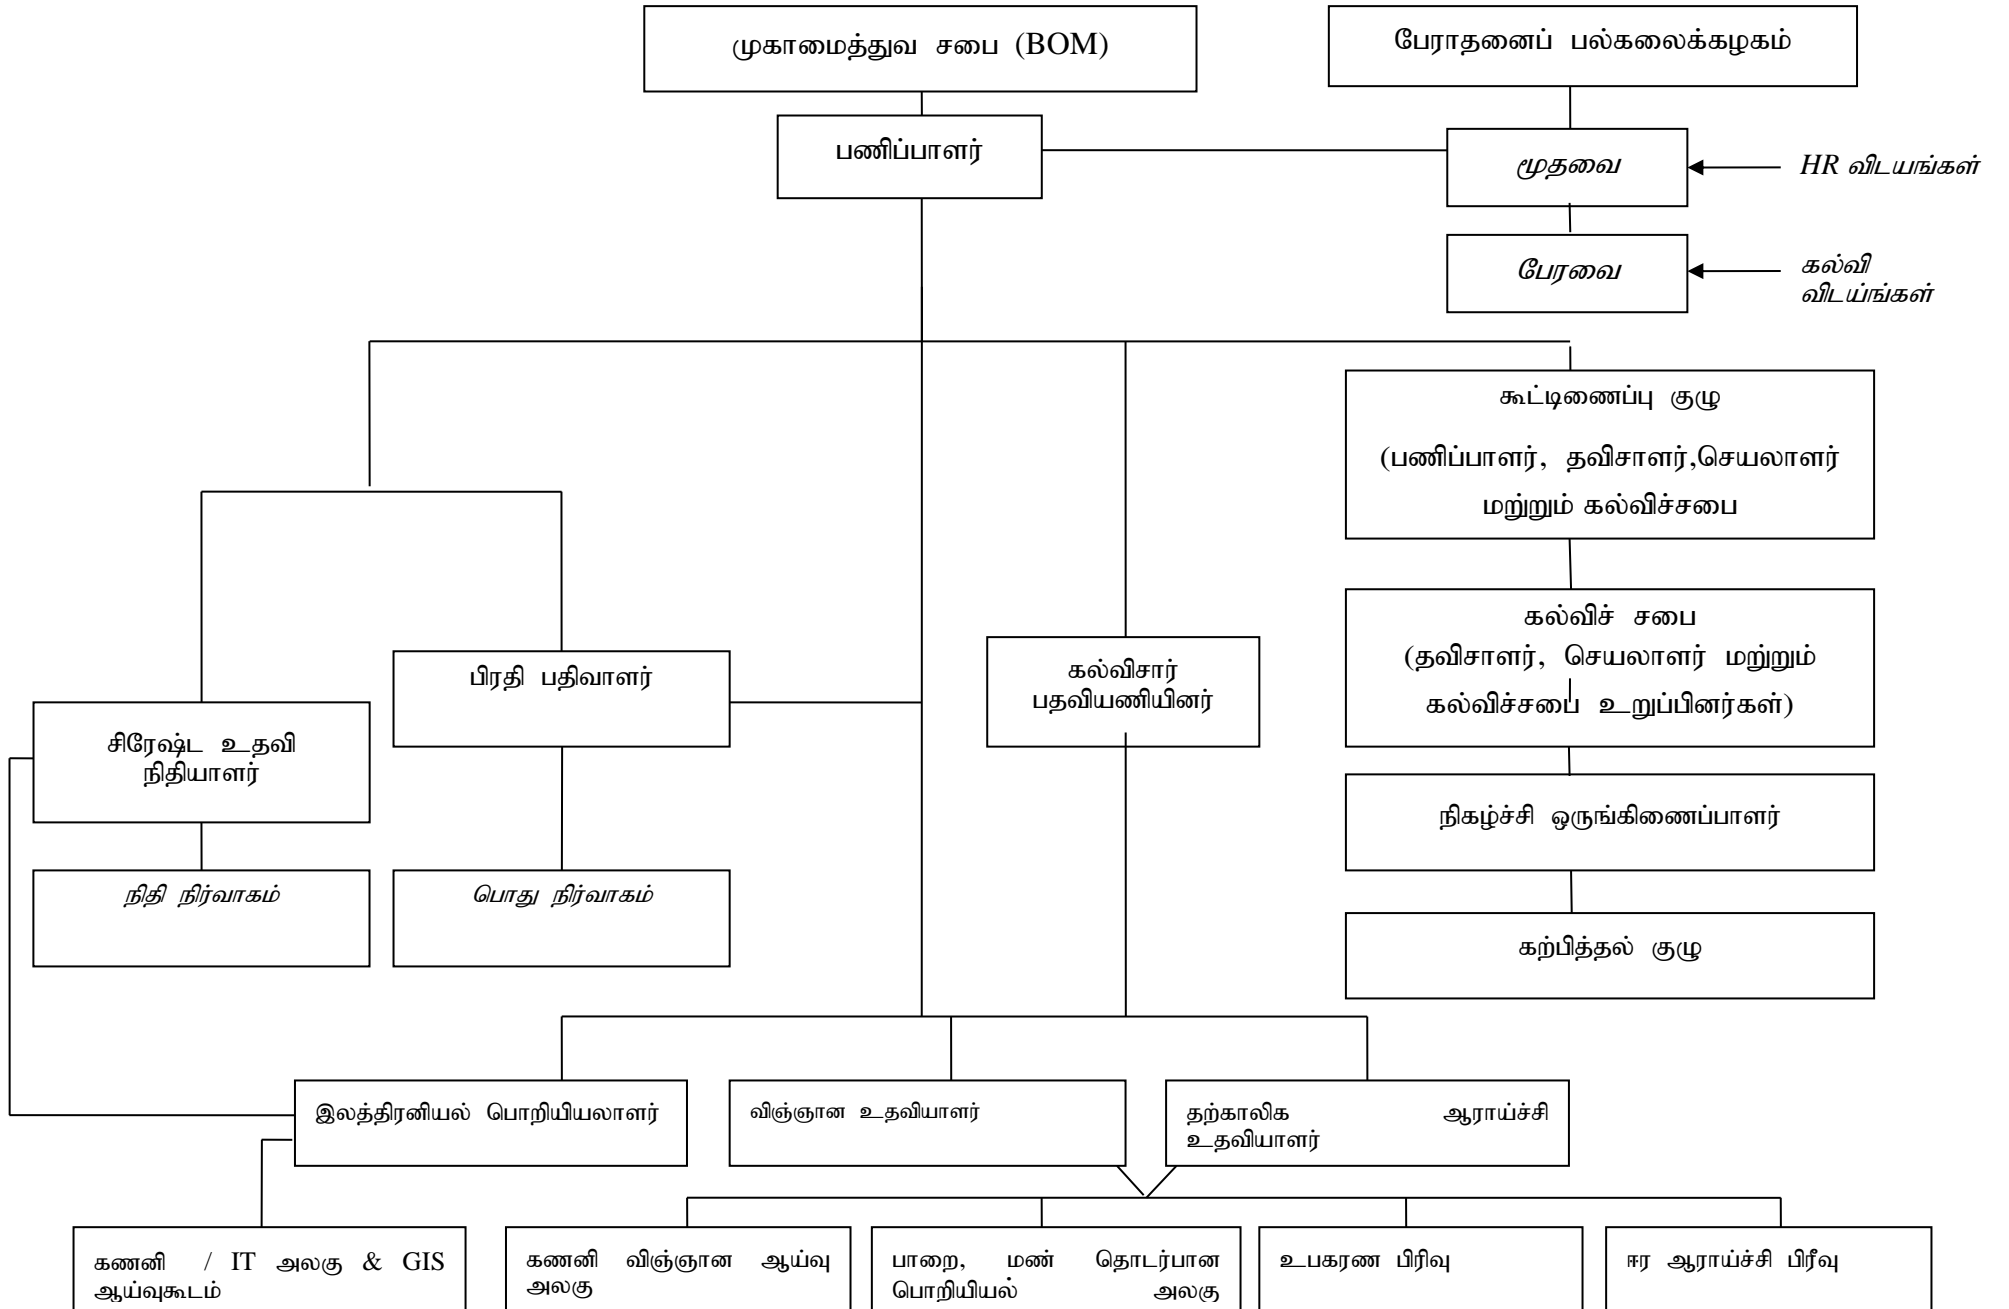 முகாமைத்துவ சபை (BOM)
பேராதனைப் பல்கலைக்கழகம்
பணிப்பாளர்
மூதவை
HR விடயங்கள்
பேரவை
கல்வி
விடய்ங்கள்
கூட்டிணைப்பு குழு
(பணிப்பாளர், தவிசாளர்,செயலாளர்
மற்றும் கல்விச்சபை
கல்விச் சபை
(தவிசாளர், செயலாளர் மற்றும்
கல்விச்சபை உறுப்பினர்கள்)
பிரதி பதிவாளர்
கல்விசார்
பதவியணியினர்
சிரேஷ்ட உதவி
நிதியாளர்
நிகழ்ச்சி ஒருங்கிணைப்பாளர்
நிதி நிர்வாகம்
பொது நிர்வாகம்
கற்பித்தல் குழு
இலத்திரனியல் பொறியியலாளர்
விஞ்ஞான உதவியாளர்
தற்காலிக ஆராய்ச்சி
உதவியாளர்
கணனி / IT அலகு & GIS
ஆய்வுகூடம்
கணனி விஞ்ஞான ஆய்வு
அலகு
பாறை, மண் தொடர்பான
பொறியியல் அலகு
உபகரண பிரிவு
ஈர ஆராய்ச்சி பிரீவு